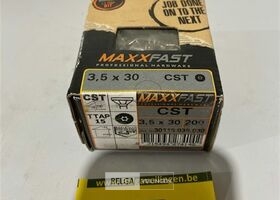 JOB DONE
ON TO THE
NEXT
MAXXFAST
PROFESSIONAL HARDWARE
3,5 x 30 CST
CST
MAXXFAST
CST
TTAP
15
3,5 x 30 200
BELGA